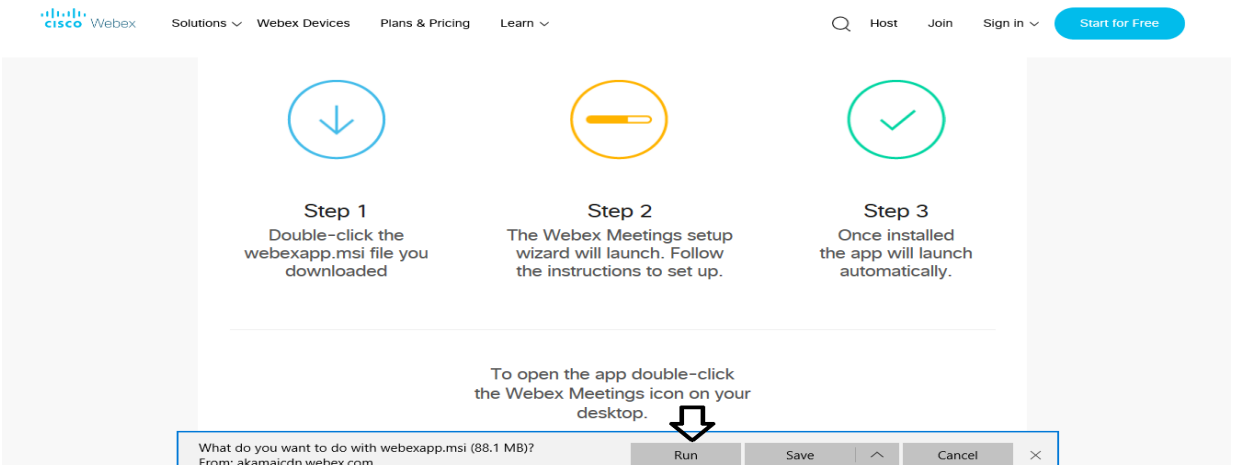 CISCO Webex Solutions Webex Devices Plans & Pricing Learn Host Join Sign in Start for Free
Step 1
Double-click the
webexapp.msi file you
downloaded
Step 2
The Webex Meetings setup
wizard will launch. Follow
the instructions to set up.
Step 3
Once installed
the app will launch
automatically.
To open the app double-click
the Webex Meetings icon on your
desktop.
What do you want to do with webexapp.msi (88.1 MB)?
From: akamaicdn.webex.com
Run Save Cancel